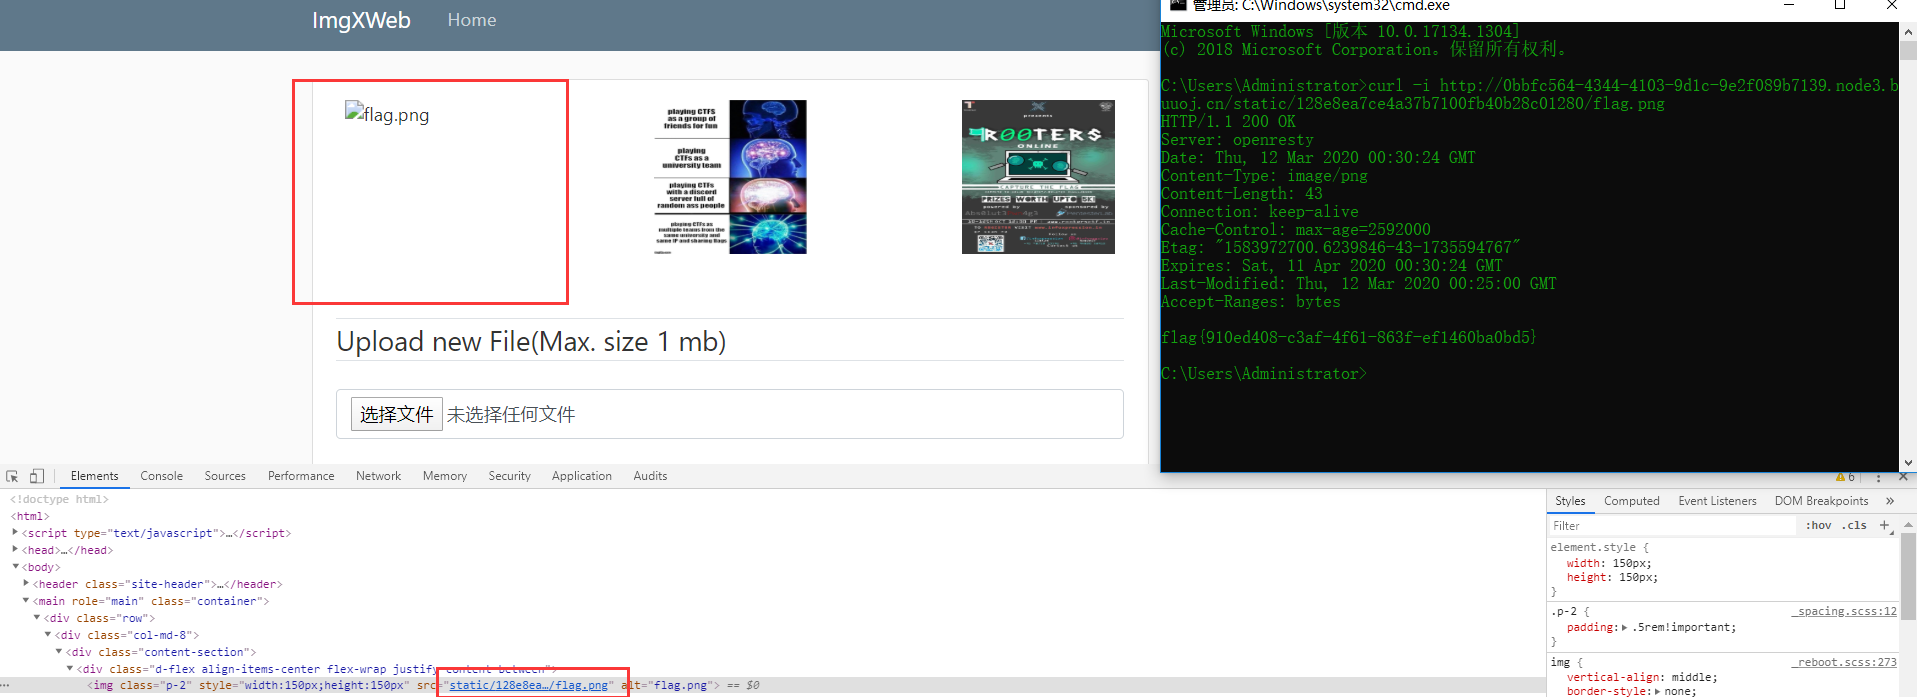 ImgXWeb Home
flag.png
playing CTFS
as a group of
friends for fun
playing
CTFs as a
university team
playing CTFs
with a discord
server full of
random ass people
playing CTFs as
multiple teams from the
same university and
same IP and sharing flags
presents
R00TERS
ONLINE
CAPTURE THE FLAG
PRIZES WORTH UPTO $EI
Upload new File(Max. size 1 mb)
选择文件 未选择任何文件
管理员: C:\Windows\system32\cmd.exe
Microsoft Windows [版本 10.0.17134.1304]
(c) 2018 Microsoft Corporation。保留所有权利。
C:\Users\Administrator>curl -i http://0bbfc564-4344-4103-9d1c-9e2f089b7139.node3.b
uuoj.cn/static/128e8ea7ce4a37b7100fb40b28c01280/flag.png
HTTP/1.1 200 OK
Server: openresty
Date: Thu, 12 Mar 2020 00:30:24 GMT
Content-Type: image/png
Content-Length: 43
Connection: keep-alive
Cache-Control: max-age=2592000
Etag: "1583972700.6239846-43-1735594767"
Expires: Sat, 11 Apr 2020 00:30:24 GMT
Last-Modified: Thu, 12 Mar 2020 00:25:00 GMT
Accept-Ranges: bytes
flag{910ed408-c3af-4f61-863f-ef1460ba0bd5}
C:\Users\Administrator>
Elements Console Sources Performance Network Memory Security Application Audits 6
<!doctype html>
<html>
<script type="text/javascript">…</script>
<head>…</head>
<body>
<header class="site-header">…</header>
<main role="main" class="container">
<div class="row">
<div class="col-md-8">
<div class="content-section">
<div class="d-flex align-items-center flex-wrap justify-content-between">
<img class="p-2" style="width:150px;height:150px" src="static/128e8ea…/flag.png" alt="flag.png"> == $0
Styles Computed Event Listeners DOM Breakpoints »
Filter :hov .cls +
element.style {
width: 150px;
height: 150px;
}
.p-2 { _spacing.scss:12
padding: .5rem!important;
}
img { _reboot.scss:273
vertical-align: middle;
border-style: none;